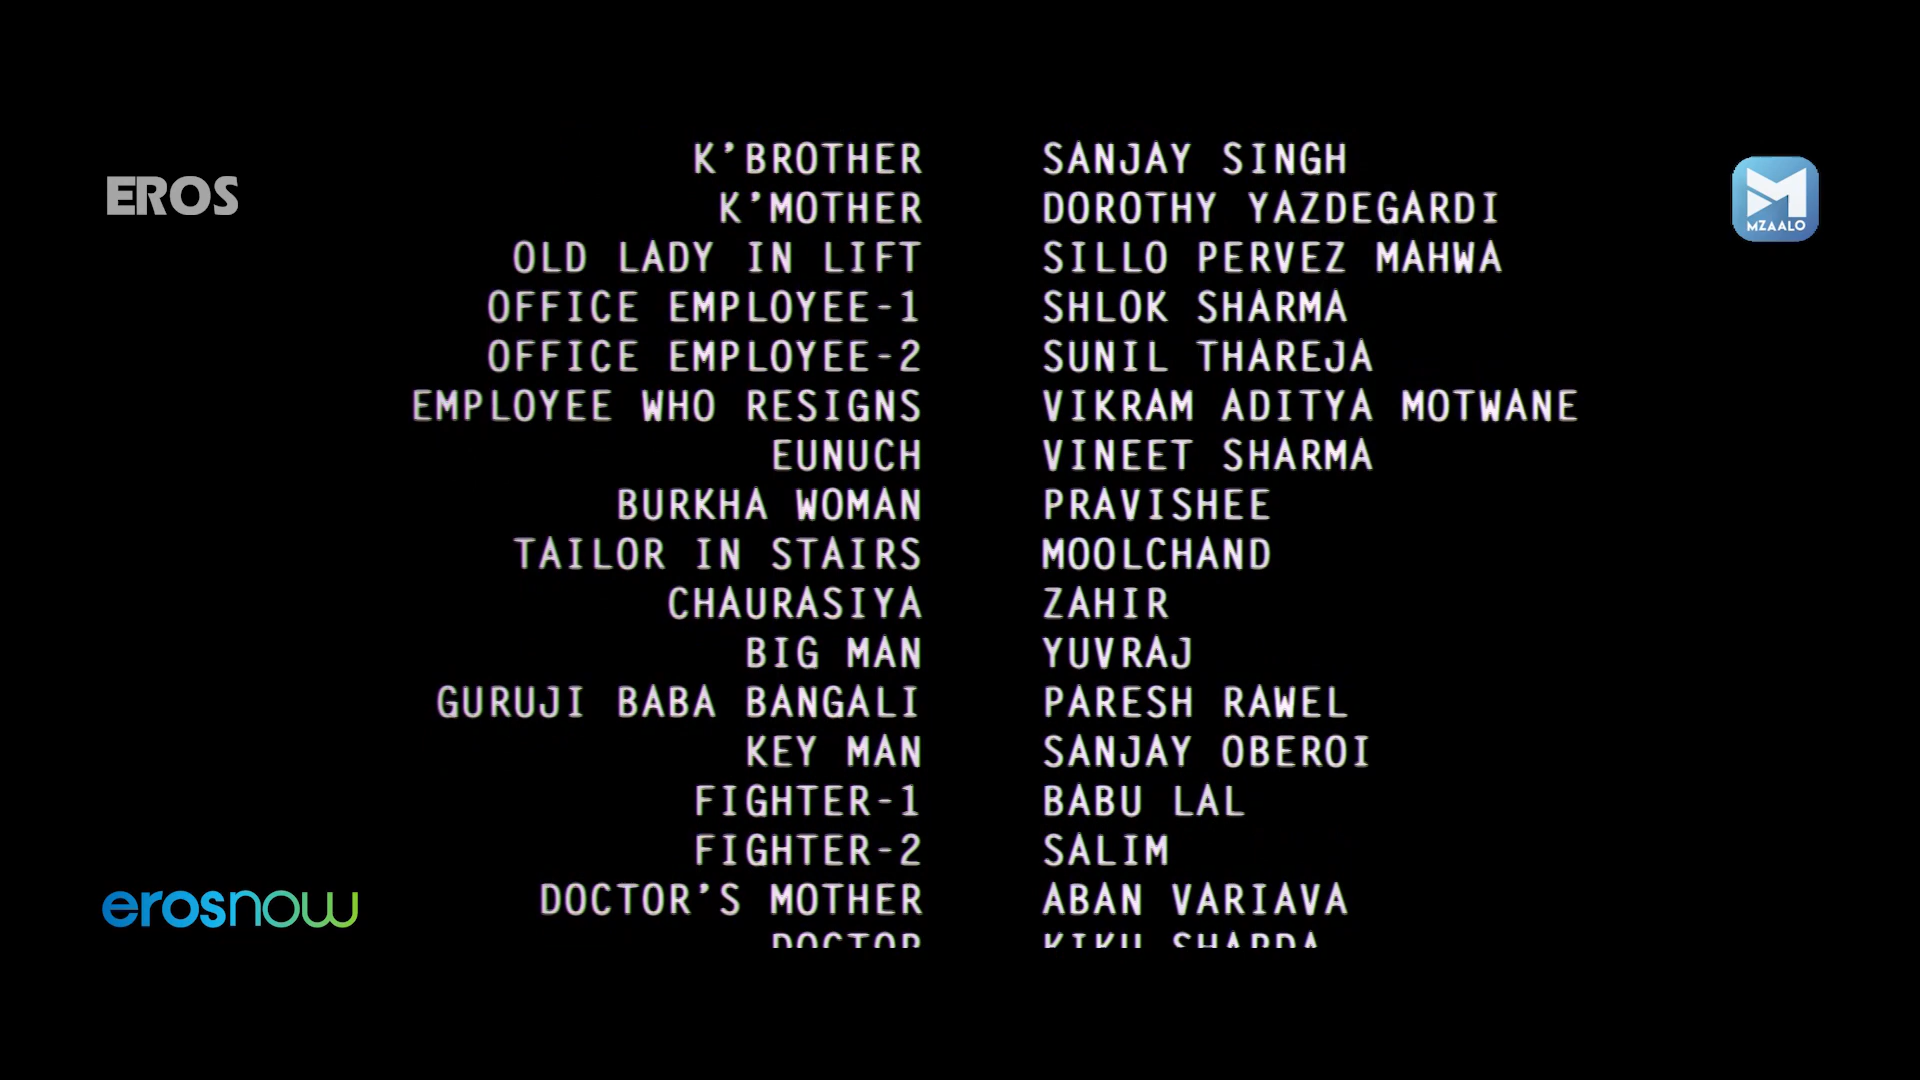 K'BROTHER SANJAY SINGH
K'MOTHER DOROTHY YAZDEGARDI
OLD LADY IN LIFT SILLO PERVEZ MAHWA
OFFICE EMPLOYEE-1 SHLOK SHARMA
OFFICE EMPLOYEE-2 SUNIL THAREJA
EMPLOYEE WHO RESIGNS VIKRAM ADITYA MOTWANE
EUNUCH VINEET SHARMA
BURKHA WOMAN PRAVISHEE
TAILOR IN STAIRS MOOLCHAND
CHAURASIYA ZAHIR
BIG MAN YUVRAJ
GURUJI BABA BANGALI PARESH RAWEL
KEY MAN SANJAY OBEROI
FIGHTER-1 BABU LAL
FIGHTER-2 SALIM
DOCTOR'S MOTHER ABAN VARIAVA
DOCTOR KIKU SHARDA
EROS
MZAALO
erosnow